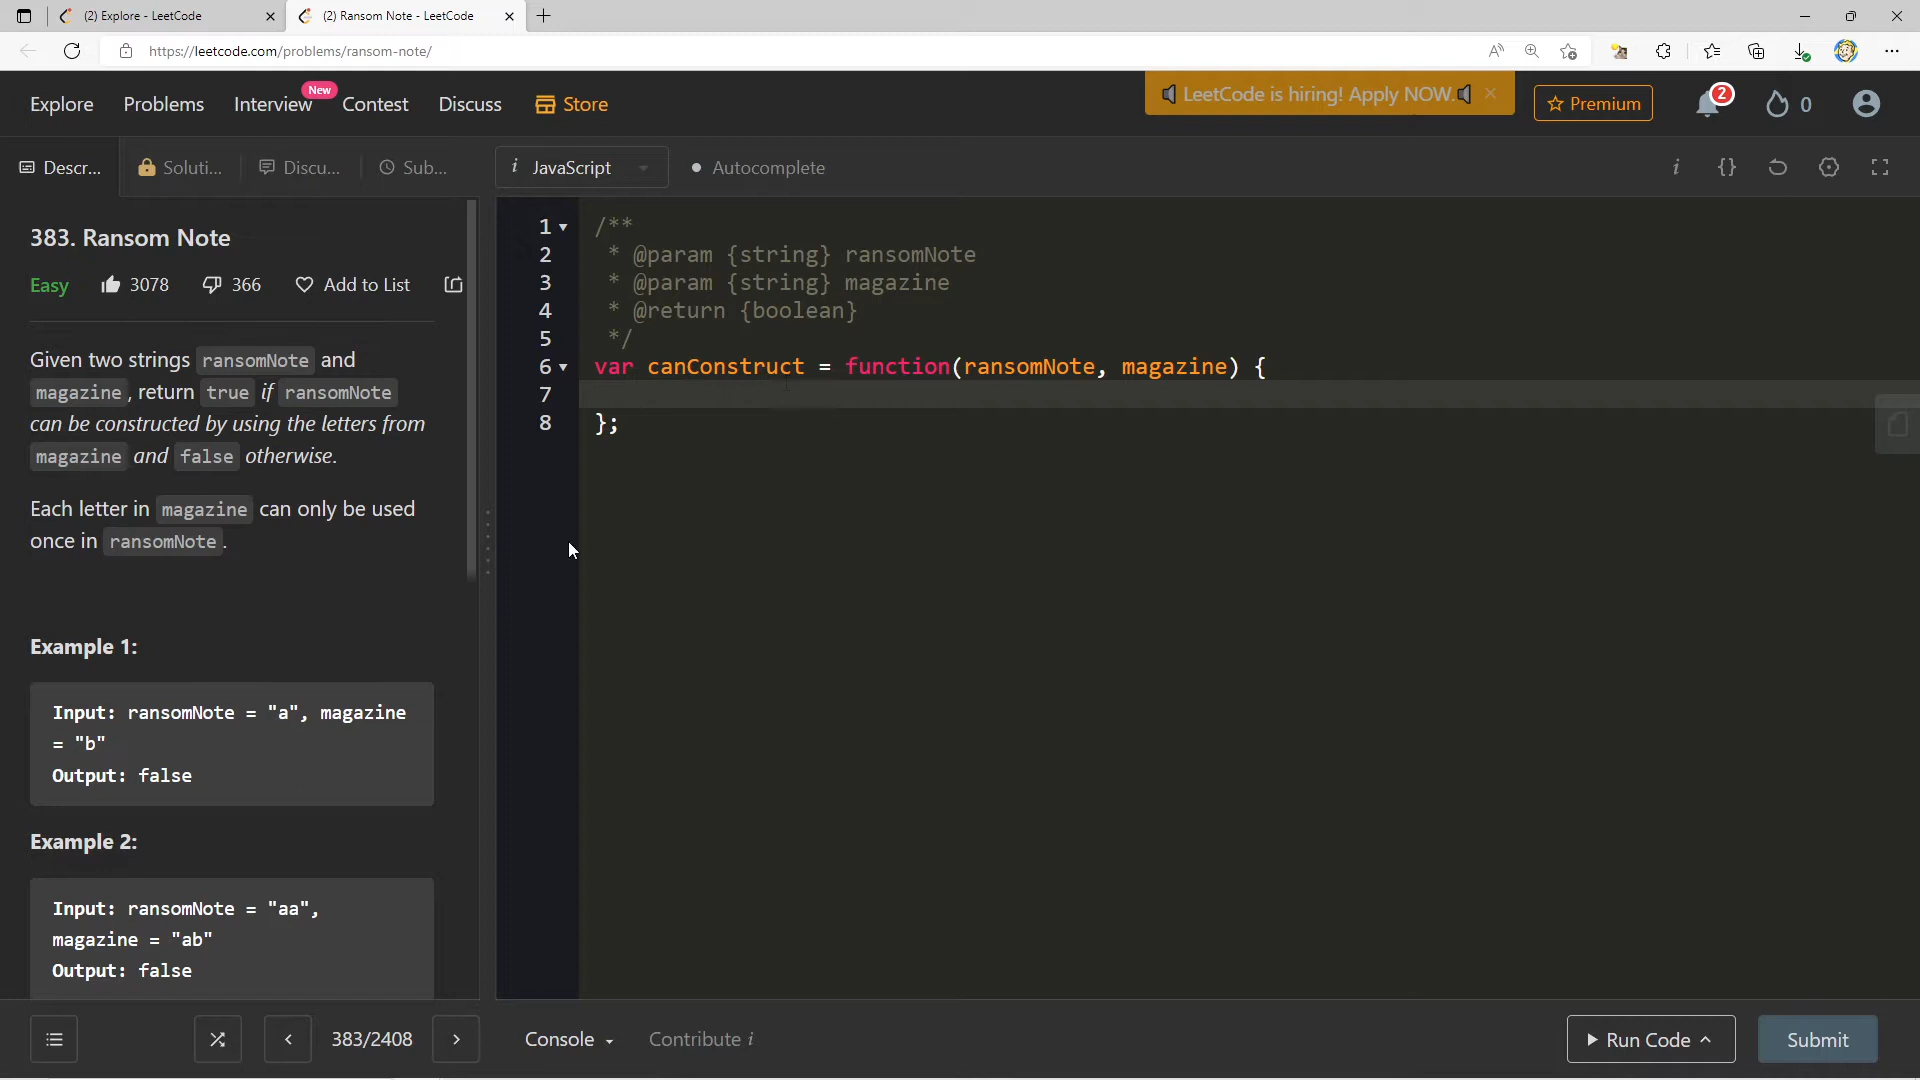 (2) Explore - LeetCode
(2) Ransom Note - LeetCode
https://leetcode.com/problems/ransom-note/
Explore
Problems
Interview
New
Contest
Discuss
Store
LeetCode is hiring! Apply NOW.
Premium
2
0
Descr...
Soluti...
Discu...
Sub...
i JavaScript
Autocomplete
383. Ransom Note
Easy
3078
366
Add to List
Given two strings ransomNote and
magazine, return true if ransomNote
can be constructed by using the letters from
magazine and false otherwise.
Each letter in magazine can only be used
once in ransomNote.
Example 1:
Input: ransomNote = "a", magazine
= "b"
Output: false
Example 2:
Input: ransomNote = "aa",
magazine = "ab"
Output: false
1 /**
2 * @param {string} ransomNote
3 * @param {string} magazine
4 * @return {boolean}
5 */
6 var canConstruct = function(ransomNote, magazine) {
7
8 };
383/2408
Console
Contribute i
Run Code
Submit